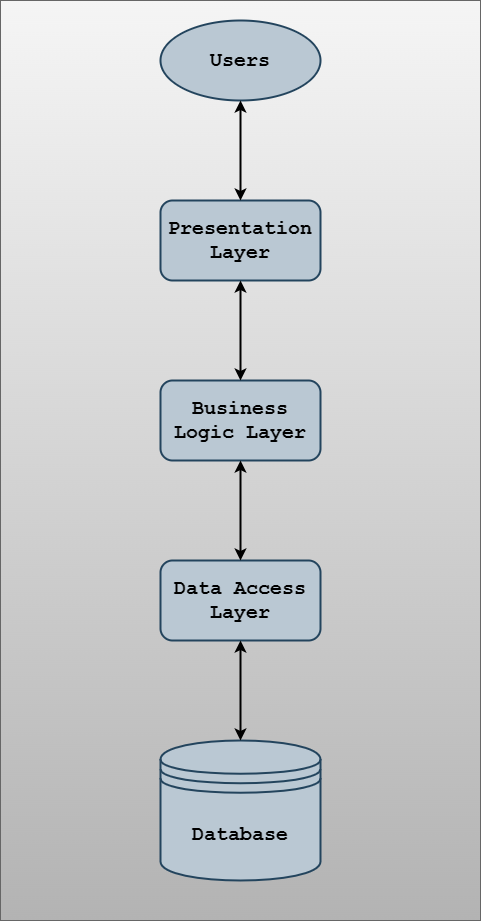 Users
Presentation
Layer
Business
Logic Layer
Data Access
Layer
Database